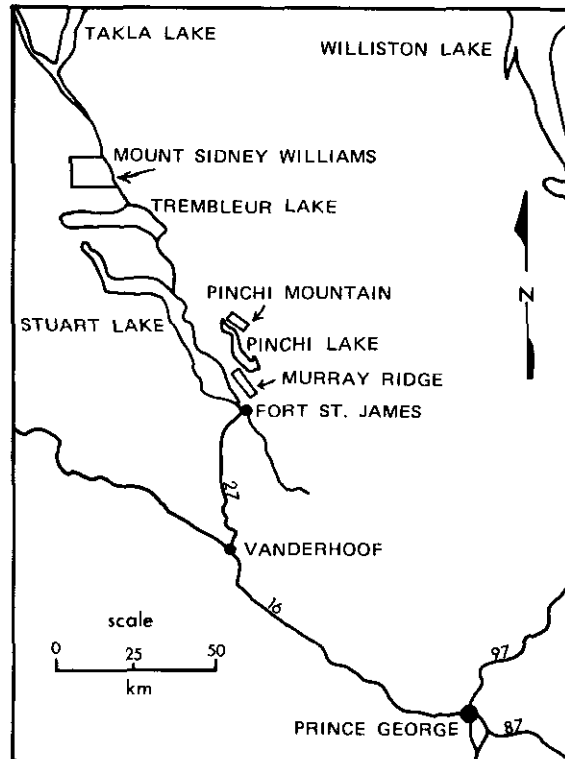 TAKLA LAKE
WILLISTON LAKE
MOUNT SIDNEY WILLIAMS
TREMBLEUR LAKE
PINCHI MOUNTAIN
N
STUART LAKE
PINCHI LAKE
MURRAY RIDGE
FORT ST. JAMES
27
VANDERHOOF
16
scale
0 25 50
km
97
PRINCE GEORGE
87